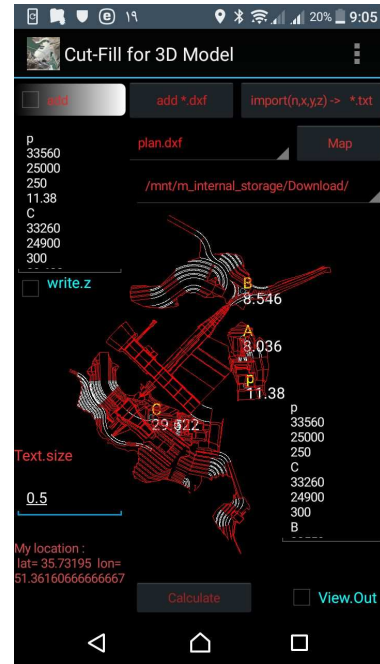 ۱۹ 20% 9:05
Cut-Fill for 3D Model
add
add *.dxf
import(n,x,y,z) -> *.txt
p
33560
25000
250
11.38
C
33260
24900
300
plan.dxf
Map
/mnt/m_internal_storage/Download/
write.z
B
8.546
A
8.036
p
11.38
C
29.622
p
33560
25000
250
C
33260
24900
300
B
Text.size
0.5
My location :
lat= 35.73195 lon=
51.36160666666667
Calculate
View.Out